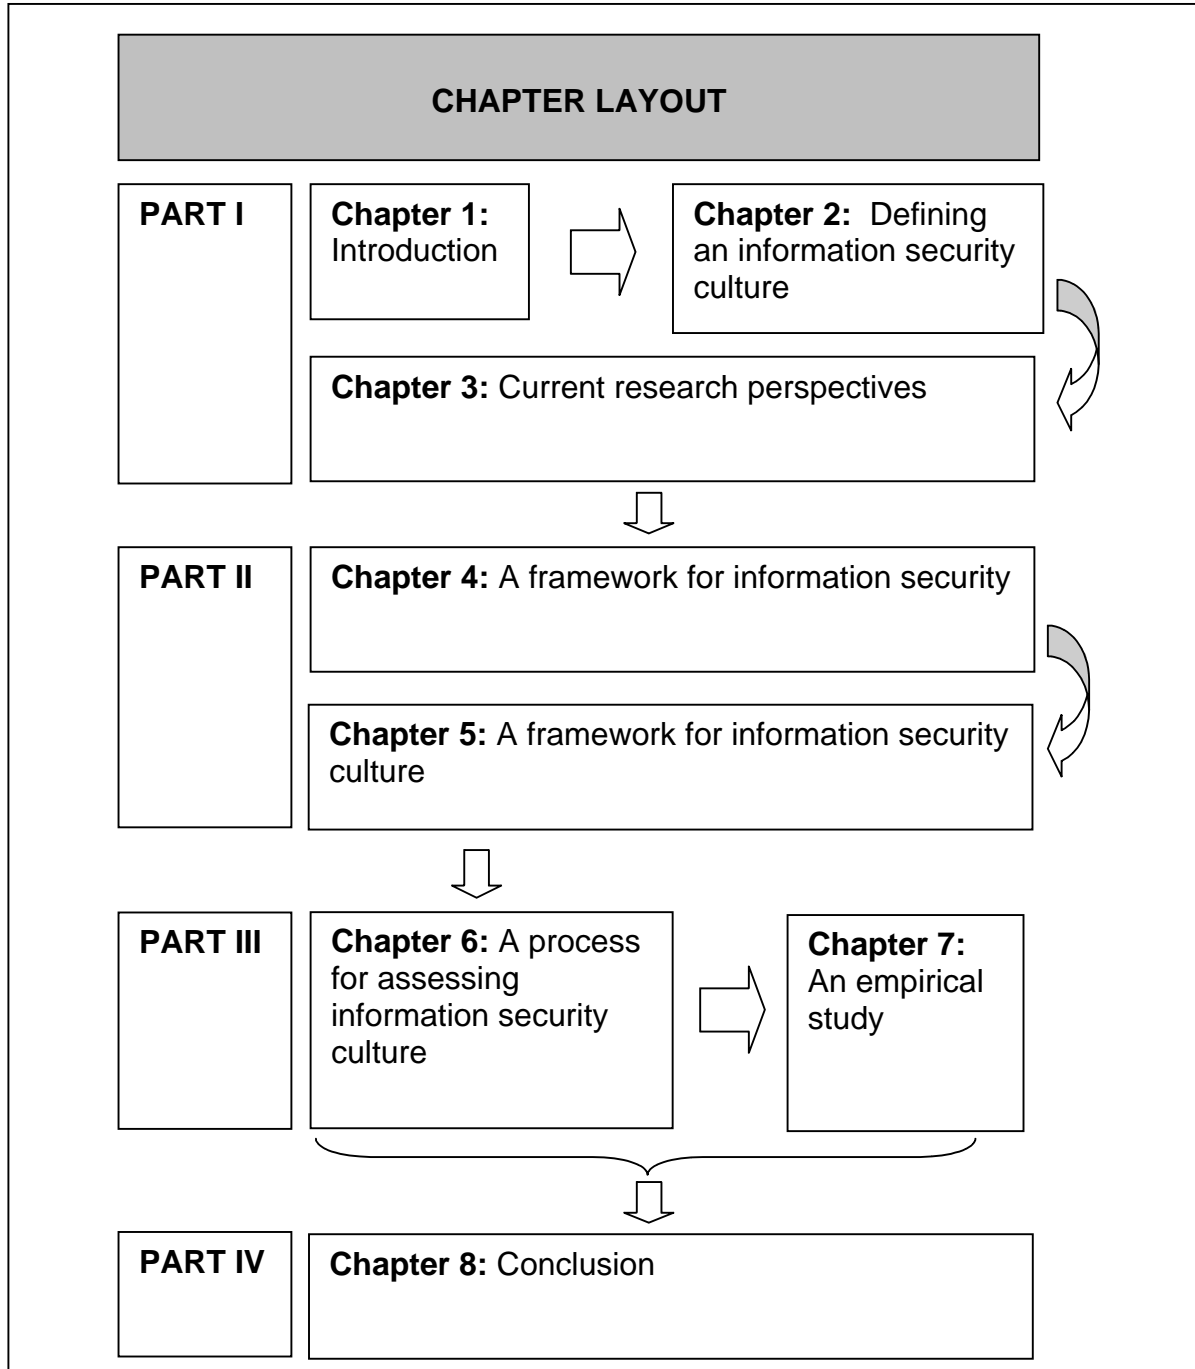 CHAPTER LAYOUT
PART I
Chapter 1:
Introduction
Chapter 2: Defining
an information security
culture
Chapter 3: Current research perspectives
PART II
Chapter 4: A framework for information security
Chapter 5: A framework for information security
culture
PART III
Chapter 6: A process
for assessing
information security
culture
Chapter 7:
An empirical
study
PART IV
Chapter 8: Conclusion